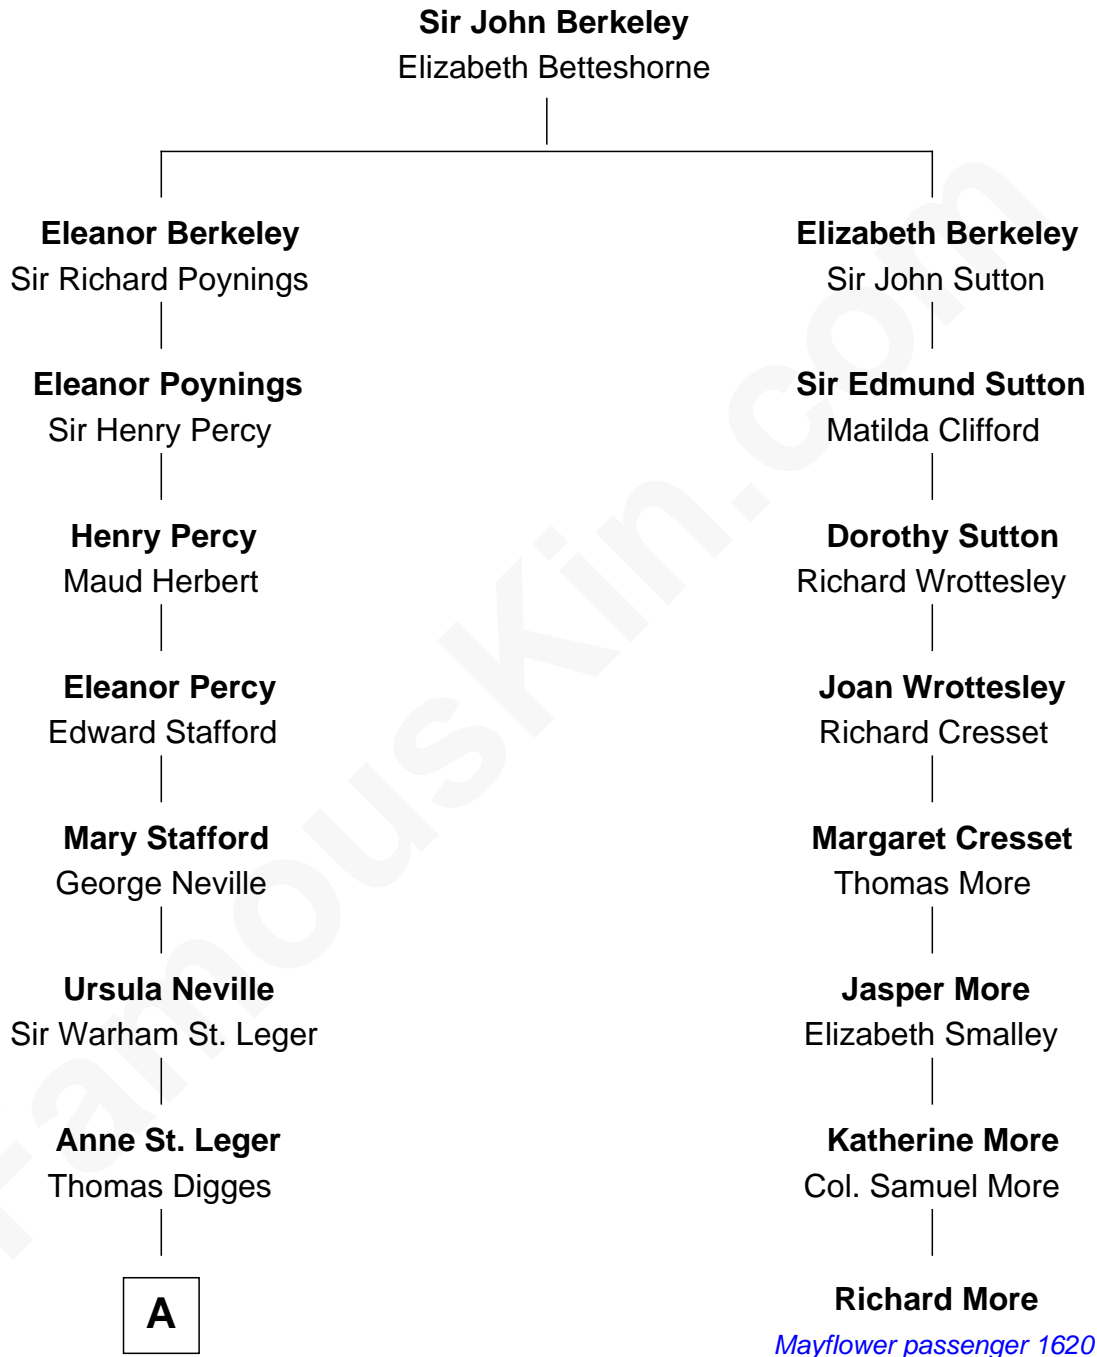 Sir John Berkeley
Elizabeth Betteshorne
Eleanor Berkeley
Sir Richard Poynings
Elizabeth Berkeley
Sir John Sutton
Eleanor Poynings
Sir Henry Percy
Sir Edmund Sutton
Matilda Clifford
Henry Percy
Maud Herbert
Dorothy Sutton
Richard Wrottesley
Eleanor Percy
Edward Stafford
Joan Wrottesley
Richard Cresset
Mary Stafford
George Neville
Margaret Cresset
Thomas More
Ursula Neville
Sir Warham St. Leger
Jasper More
Elizabeth Smalley
Anne St. Leger
Thomas Digges
Katherine More
Col. Samuel More
A
Richard More
Mayflower passenger 1620
FamousKin.com